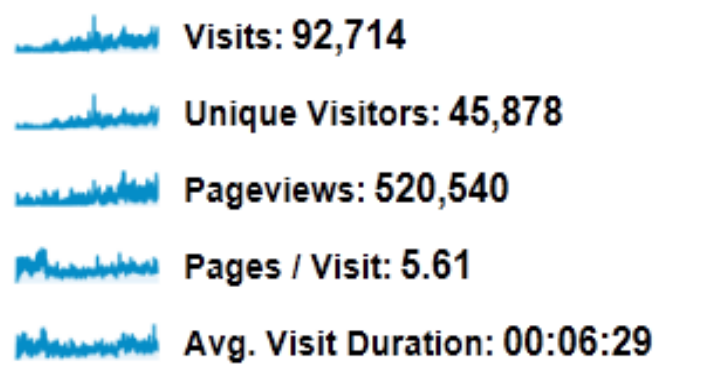 Visits: 92,714
Unique Visitors: 45,878
Pageviews: 520,540
Pages / Visit: 5.61
Avg. Visit Duration: 00:06:29